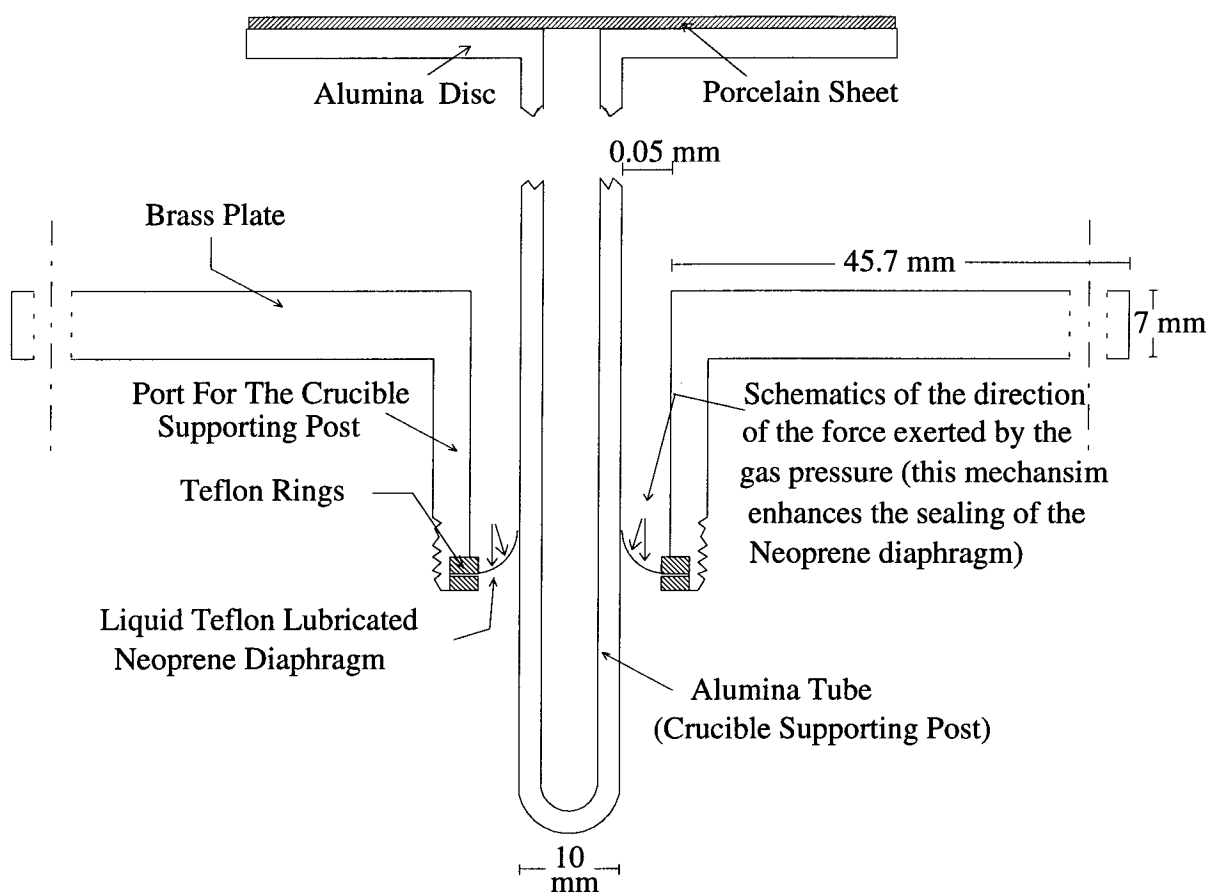 Alumina Disc
Porcelain Sheet
0.05 mm
Brass Plate
45.7 mm
7 mm
Port For The Crucible
Supporting Post
Teflon Rings
Schematics of the direction
of the force exerted by the
gas pressure (this mechansim
enhances the sealing of the
Neoprene diaphragm)
Liquid Teflon Lubricated
Neoprene Diaphragm
Alumina Tube
(Crucible Supporting Post)
10
mm